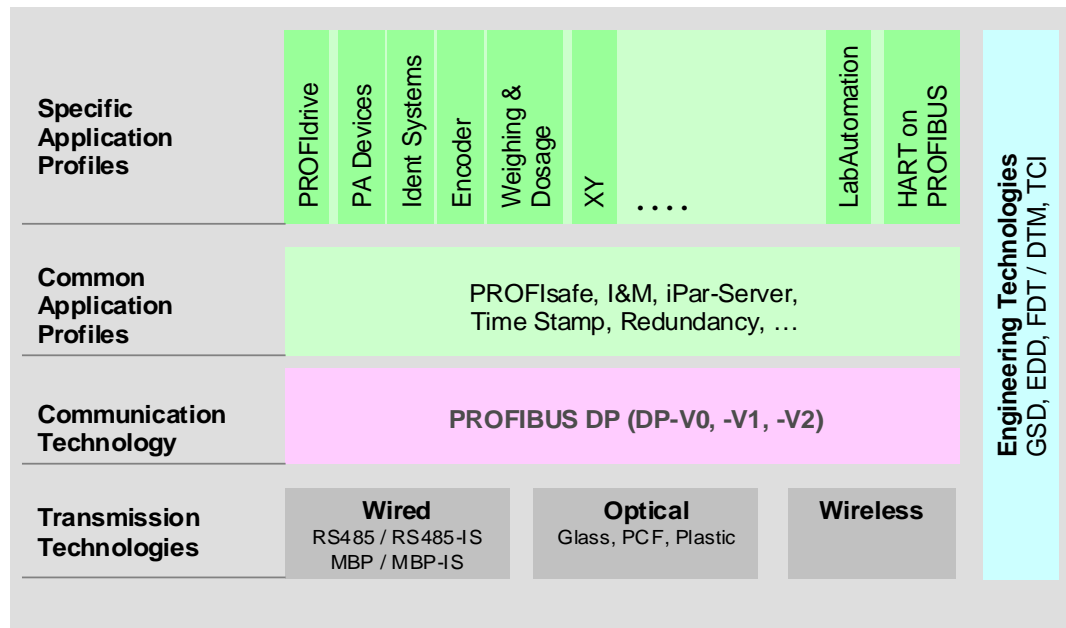 Specific
Application
Profiles
PROFIdrive
PA Devices
Ident Systems
Encoder
Weighing &
Dosage
XY
....
LabAutomation
HART on
PROFIBUS
Common
Application
Profiles
PROFIsafe, I&M, iPar-Server,
Time Stamp, Redundancy, …
Communication
Technology
PROFIBUS DP (DP-V0, -V1, -V2)
Transmission
Technologies
Wired
RS485 / RS485-IS
MBP / MBP-IS
Optical
Glass, PCF, Plastic
Wireless
Engineering Technologies
GSD, EDD, FDT / DTM, TCI